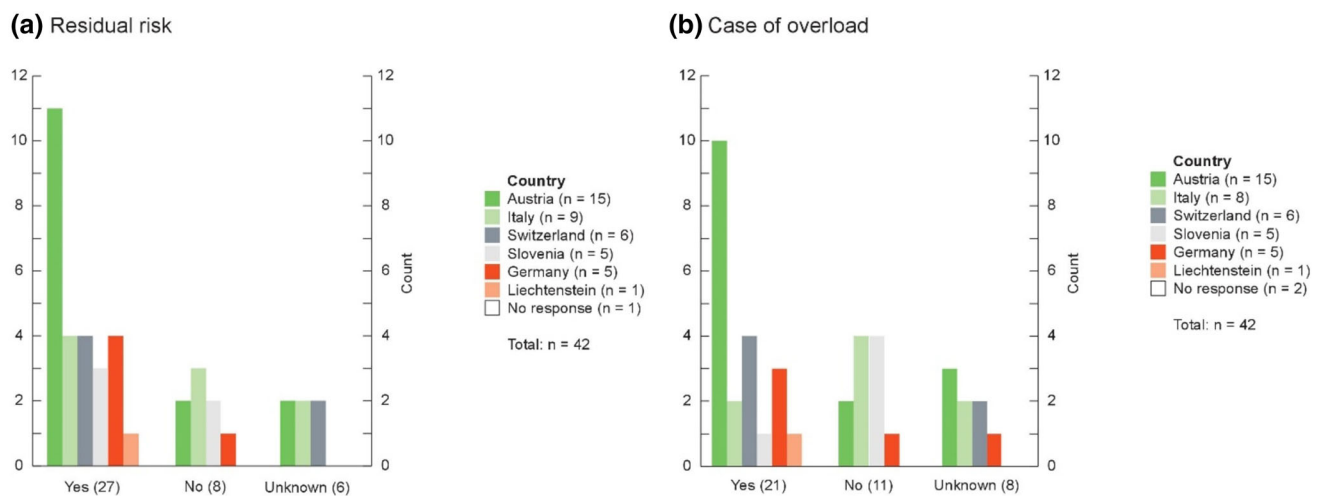 (a) Residual risk
12 12
10 10
8 8
6 6
4 4
2 2
0 0
Count
Yes (27) No (8) Unknown (6)
Country
Austria (n = 15)
Italy (n = 9)
Switzerland (n = 6)
Slovenia (n = 5)
Germany (n = 5)
Liechtenstein (n = 1)
No response (n = 1)
Total: n = 42
(b) Case of overload
12 12
10 10
8 8
6 6
4 4
2 2
0 0
Count
Yes (21) No (11) Unknown (8)
Country
Austria (n = 15)
Italy (n = 8)
Switzerland (n = 6)
Slovenia (n = 5)
Germany (n = 5)
Liechtenstein (n = 1)
No response (n = 2)
Total: n = 42